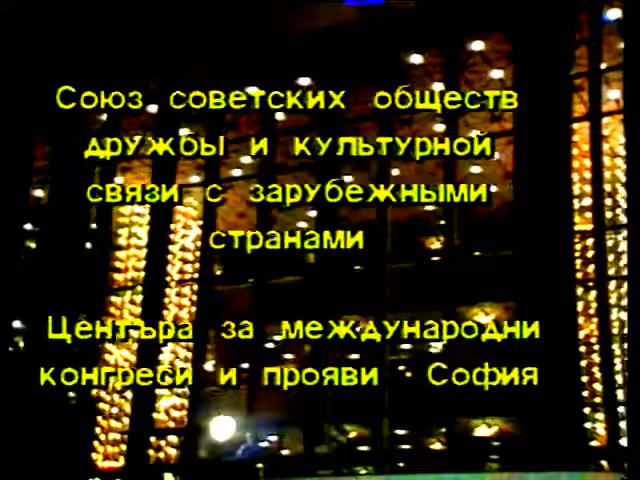 Союз советских обществ
дружбы и культурной
связи с зарубежными
странами
Центъра за международни
конгреси и прояви - София